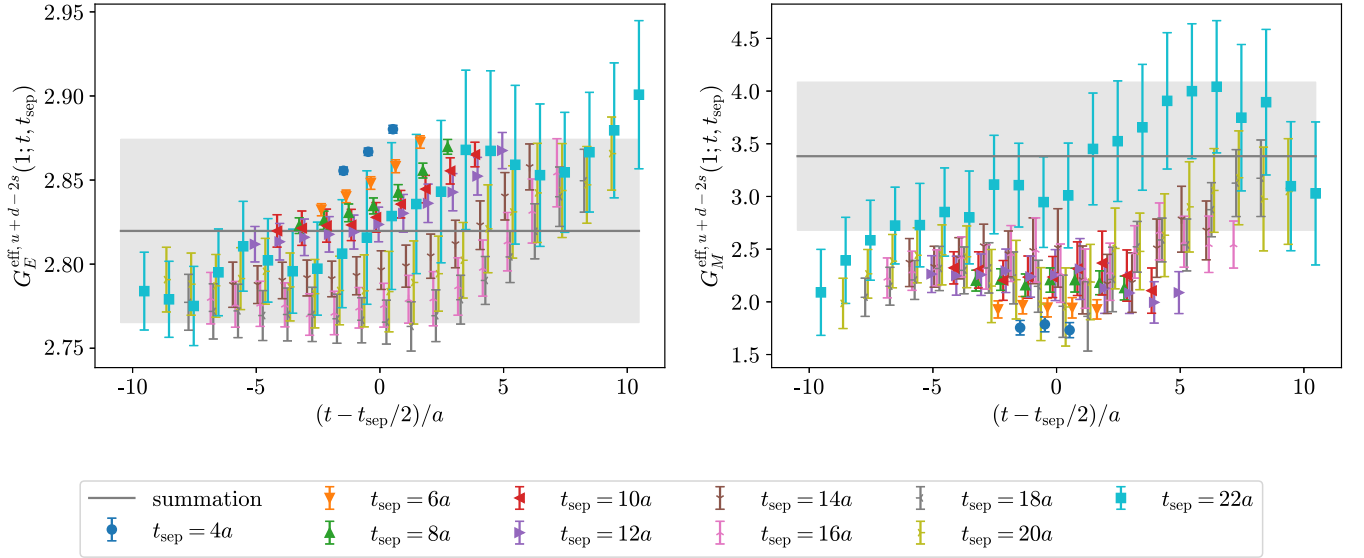 2.95
2.90
2.85
2.80
2.75
G_E^{eff, u+d−2s}(1; t, t_sep)
-10 -5 0 5 10
(t − t_sep/2)/a
4.5
4.0
3.5
3.0
2.5
2.0
1.5
G_M^{eff, u+d−2s}(1; t, t_sep)
-10 -5 0 5 10
(t − t_sep/2)/a
summation t_sep = 6a t_sep = 10a t_sep = 14a t_sep = 18a t_sep = 22a
t_sep = 4a t_sep = 8a t_sep = 12a t_sep = 16a t_sep = 20a